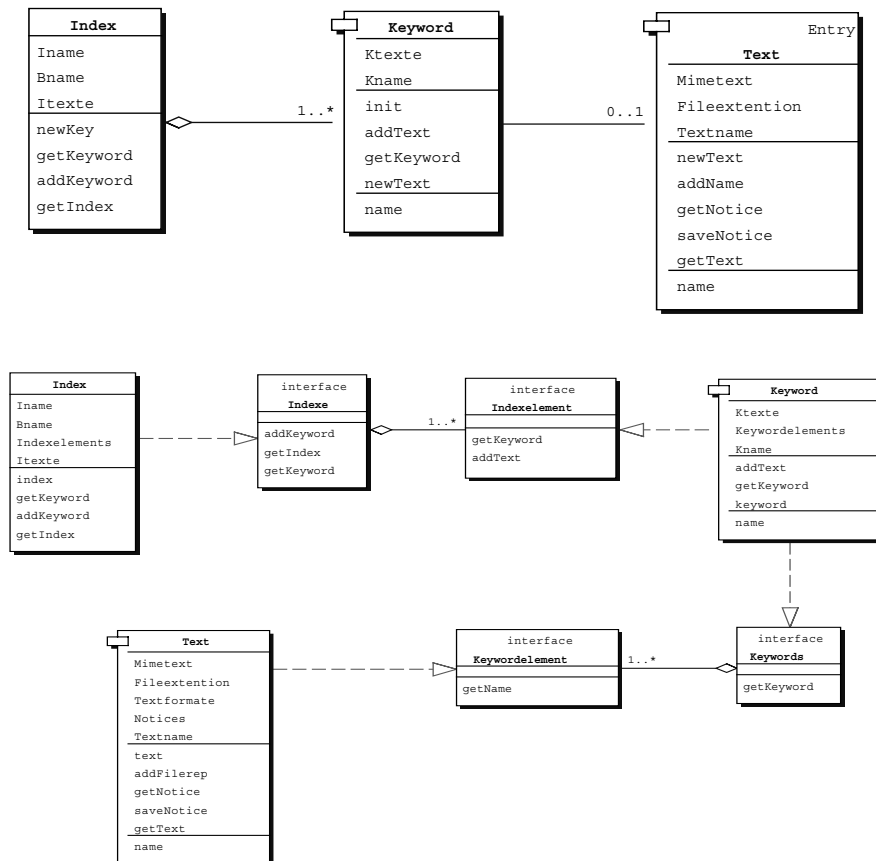 Index
Iname
Bname
Itexte
newKey
getKeyword
addKeyword
getIndex
1..*
Keyword
Ktexte
Kname
init
addText
getKeyword
newText
name
0..1
Entry
Text
Mimetext
Fileextention
Textname
newText
addName
getNotice
saveNotice
getText
name
Index
Iname
Bname
Indexelements
Itexte
index
getKeyword
addKeyword
getIndex
interface
Indexe
addKeyword
getIndex
getKeyword
1..*
interface
Indexelement
getKeyword
addText
Keyword
Ktexte
Keywordelements
Kname
addText
getKeyword
keyword
name
Text
Mimetext
Fileextention
Textformate
Notices
Textname
text
addFilerep
getNotice
saveNotice
getText
name
interface
Keywordelement
getName
1..*
interface
Keywords
getKeyword